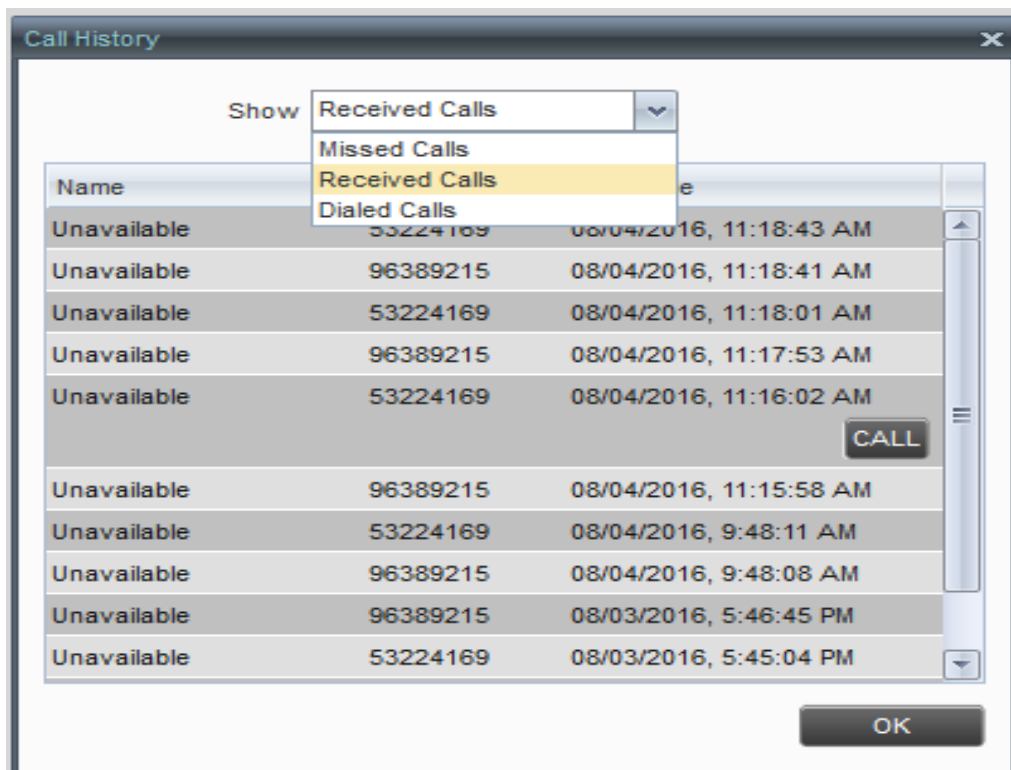 Call History
Show Received Calls
Missed Calls
Received Calls
Dialed Calls
Name e
Unavailable 53224169 08/04/2016, 11:18:43 AM
Unavailable 96389215 08/04/2016, 11:18:41 AM
Unavailable 53224169 08/04/2016, 11:18:01 AM
Unavailable 96389215 08/04/2016, 11:17:53 AM
Unavailable 53224169 08/04/2016, 11:16:02 AM
CALL
Unavailable 96389215 08/04/2016, 11:15:58 AM
Unavailable 53224169 08/04/2016, 9:48:11 AM
Unavailable 96389215 08/04/2016, 9:48:08 AM
Unavailable 96389215 08/03/2016, 5:46:45 PM
Unavailable 53224169 08/03/2016, 5:45:04 PM
OK